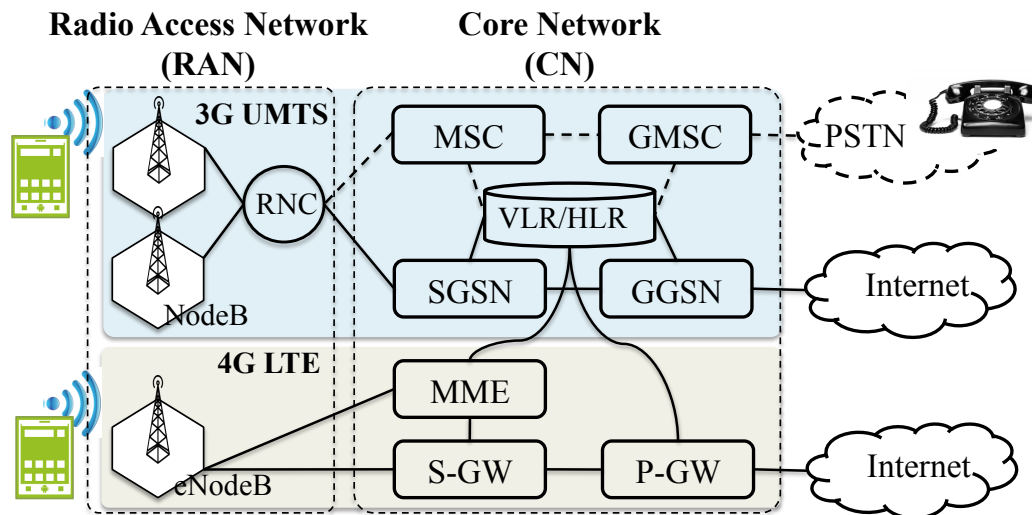 Radio Access Network
(RAN)
Core Network
(CN)
3G UMTS
MSC
GMSC
PSTN
RNC
VLR/HLR
SGSN
GGSN
Internet
NodeB
4G LTE
MME
eNodeB
S-GW
P-GW
Internet